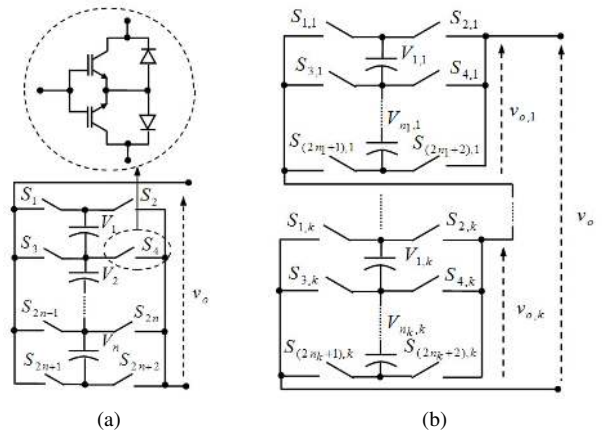 S1 S2
V1
S3 S4
V2
vo
S2n-1 S2n
Vn
S2n+1 S2n+2
(a)
S1,1 S2,1
V1,1
S3,1 S4,1
Vn1,1
vo,1
S(2n1+1),1 S(2n1+2),1
vo
S1,k S2,k
V1,k
S3,k S4,k
Vnk,k
vo,k
S(2nk+1),k S(2nk+2),k
(b)